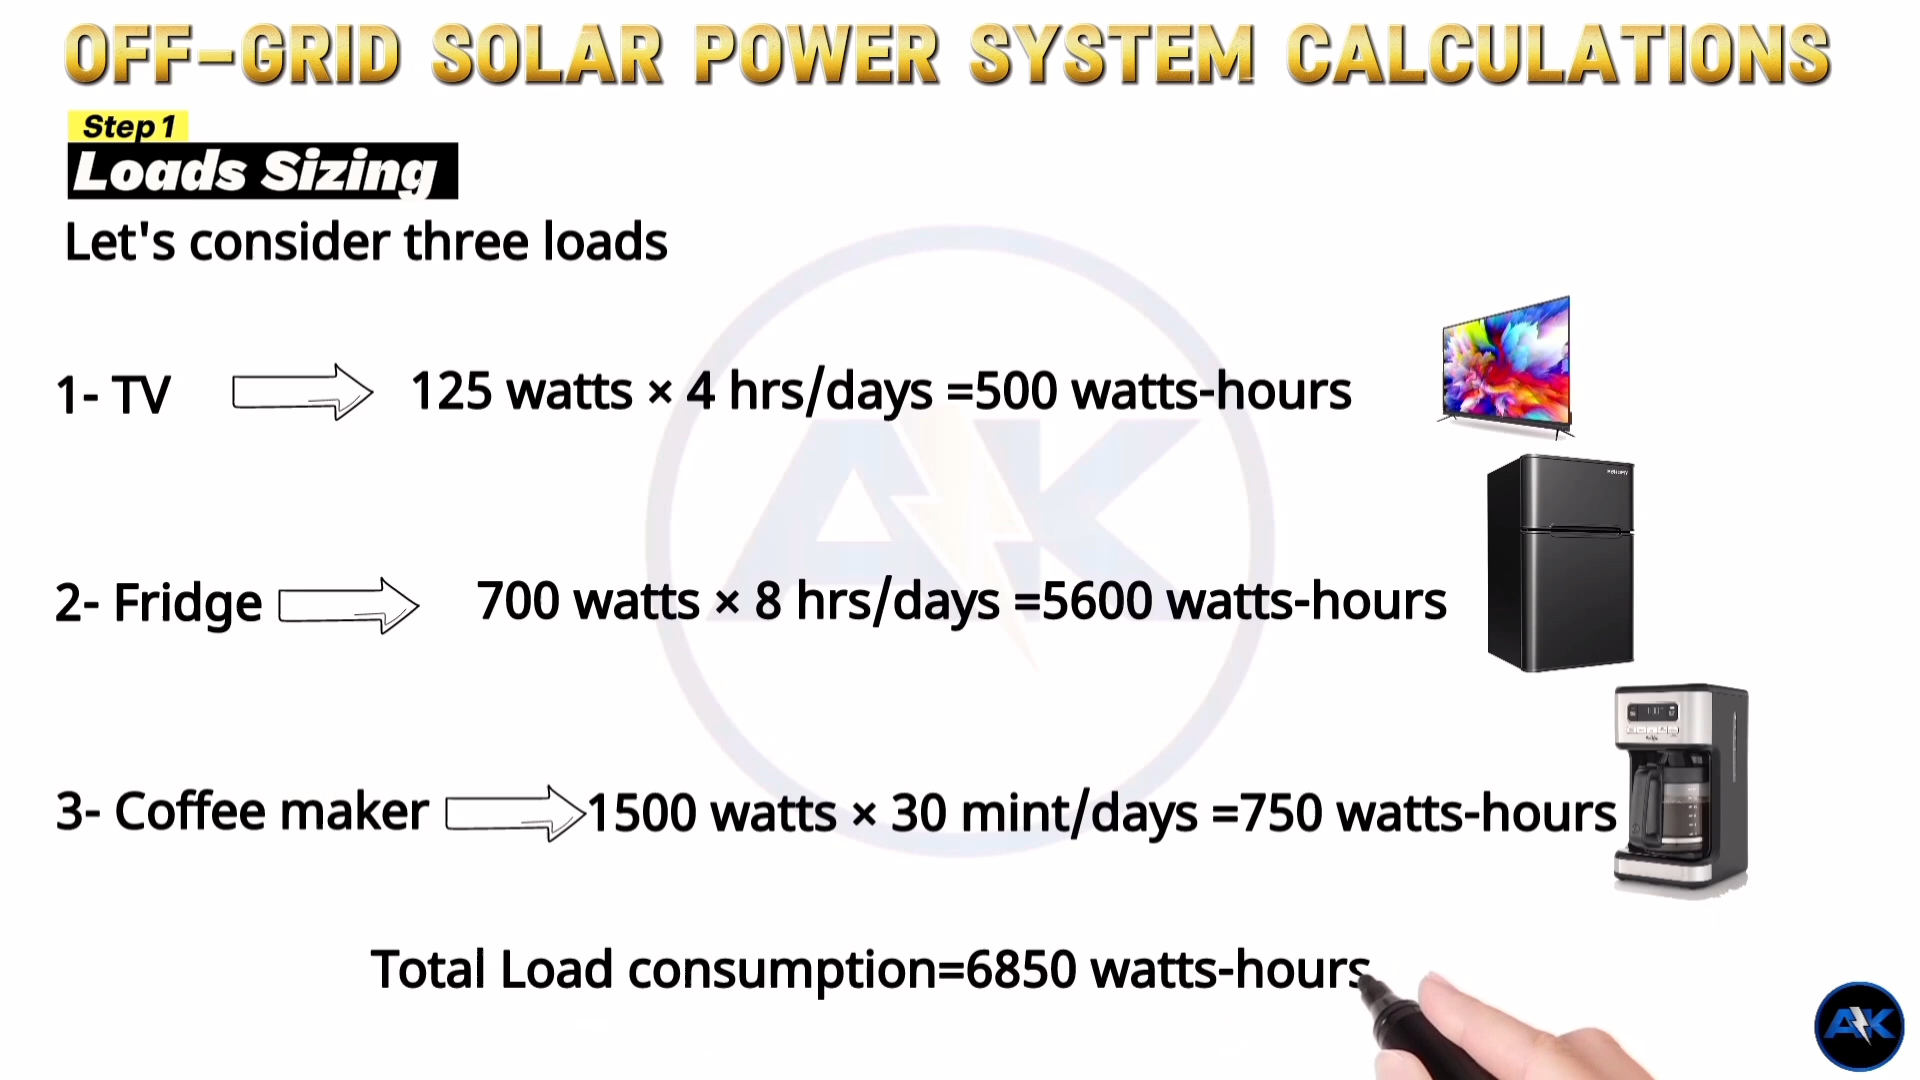 OFF-GRID SOLAR POWER SYSTEM CALCULATIONS
Step 1
Loads Sizing
Let's consider three loads
1- TV 125 watts × 4 hrs/days =500 watts-hours
2- Fridge 700 watts × 8 hrs/days =5600 watts-hours
3- Coffee maker 1500 watts × 30 mint/days =750 watts-hours
Total Load consumption=6850 watts-hours
AK
AK